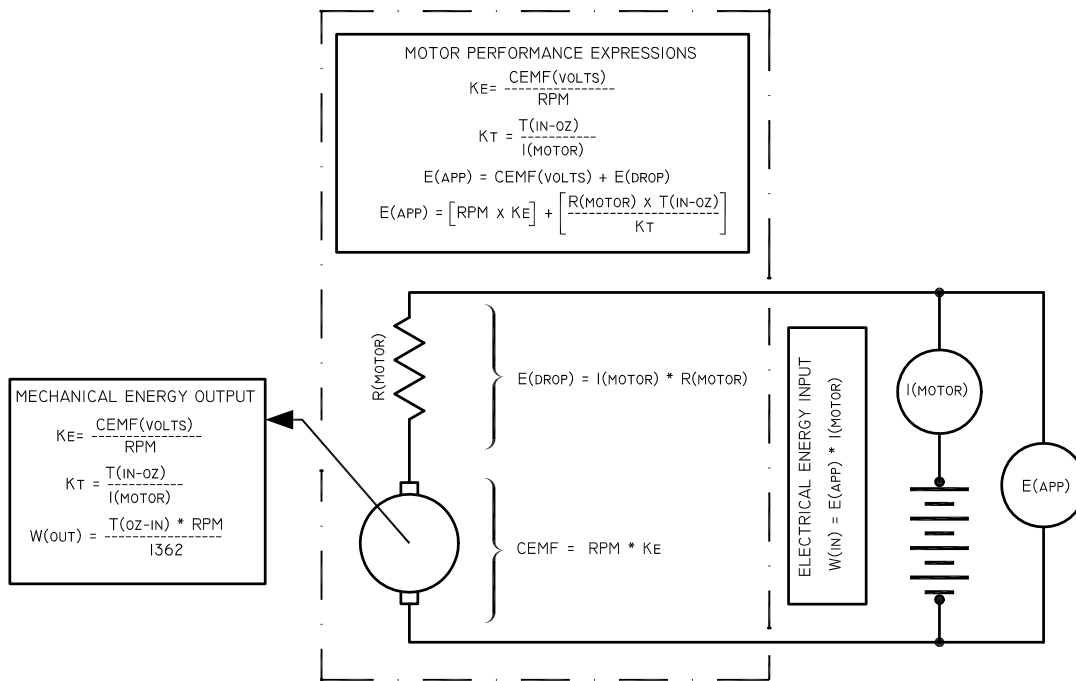 MOTOR PERFORMANCE EXPRESSIONS
KE= CEMF(VOLTS)
RPM
KT = T(IN-OZ)
I(MOTOR)
E(APP) = CEMF(VOLTS) + E(DROP)
E(APP) = [RPM X KE] + [R(MOTOR) X T(IN-OZ)
KT]
R(MOTOR)
E(DROP) = I(MOTOR) * R(MOTOR)
MECHANICAL ENERGY OUTPUT
KE= CEMF(VOLTS)
RPM
KT = T(IN-OZ)
I(MOTOR)
W(OUT) = T(OZ-IN) * RPM
1362
CEMF = RPM * KE
ELECTRICAL ENERGY INPUT
W(IN) = E(APP) * I(MOTOR)
I(MOTOR)
E(APP)